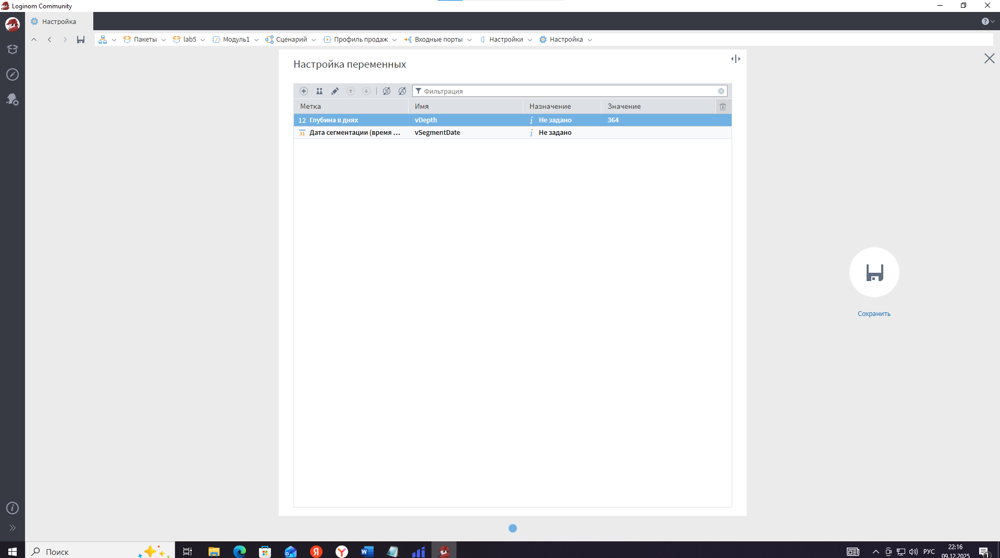 Loginom Community
Настройка
Пакеты lab5 Модуль1 Сценарий Профиль продаж Входные порты Настройки Настройка
Настройка переменных
Фильтрация
Метка Имя Назначение Значение
12 Глубина в днях vDepth Не задано 364
31 Дата сегментации (время ... vSegmentDate Не задано
Сохранить
Поиск
РУС
22:16
09.12.2025
1